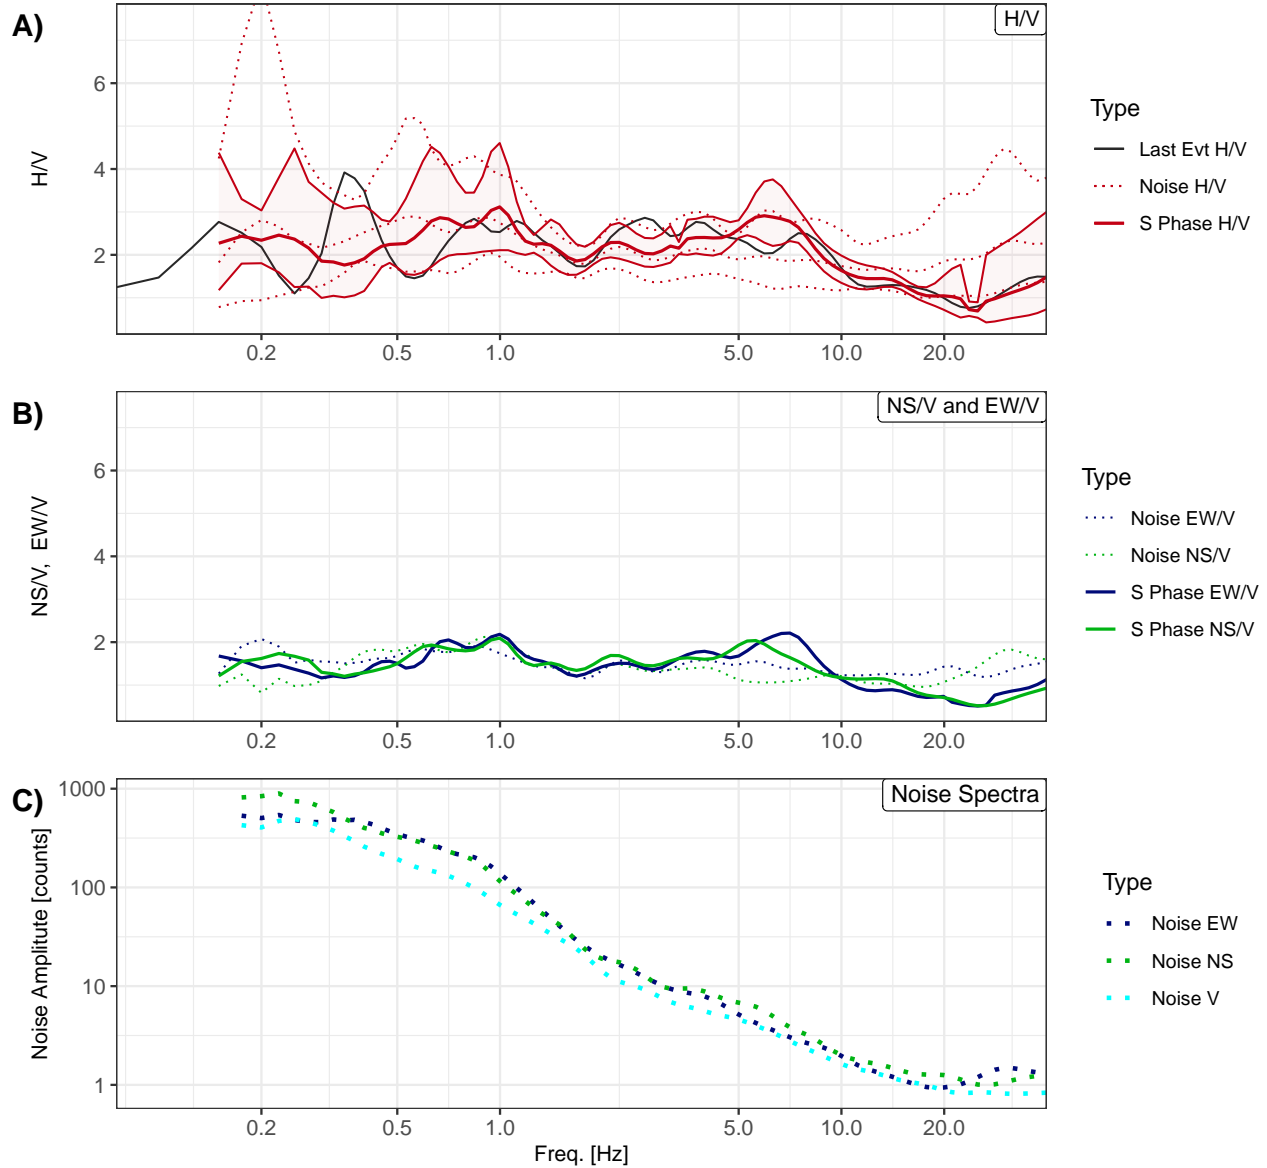 A)
H/V
6
4
2
H/V
0.2
0.5
1.0
5.0
10.0
20.0
Type
Last Evt H/V
Noise H/V
S Phase H/V
B)
NS/V and EW/V
6
4
2
NS/V,  EW/V
0.2
0.5
1.0
5.0
10.0
20.0
Type
Noise EW/V
Noise NS/V
S Phase EW/V
S Phase NS/V
C)
Noise Spectra
1000
100
10
1
Noise Amplitute [counts]
0.2
0.5
1.0
5.0
10.0
20.0
Freq. [Hz]
Type
Noise EW
Noise NS
Noise V